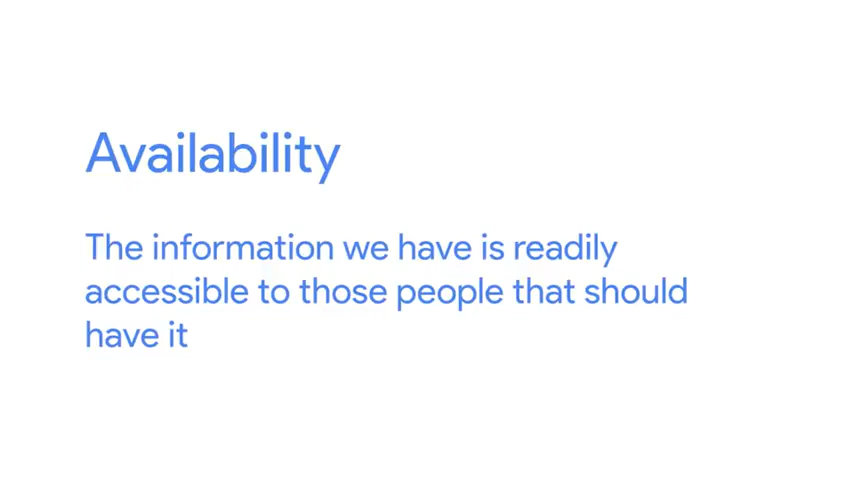 Availability
The information we have is readily
accessible to those people that should
have it